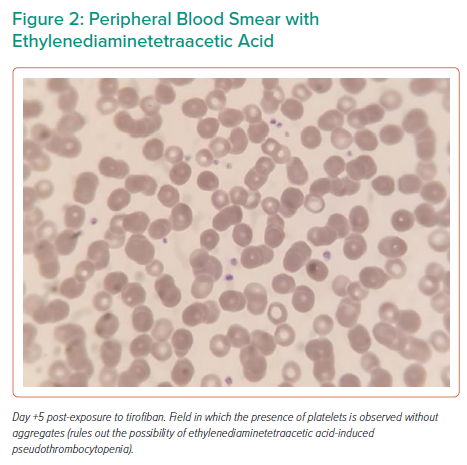 Figure 2: Peripheral Blood Smear with
Ethylenediaminetetraacetic Acid
Day +5 post-exposure to tirofiban. Field in which the presence of platelets is observed without
aggregates (rules out the possibility of ethylenediaminetetraacetic acid-induced
pseudothrombocytopenia).